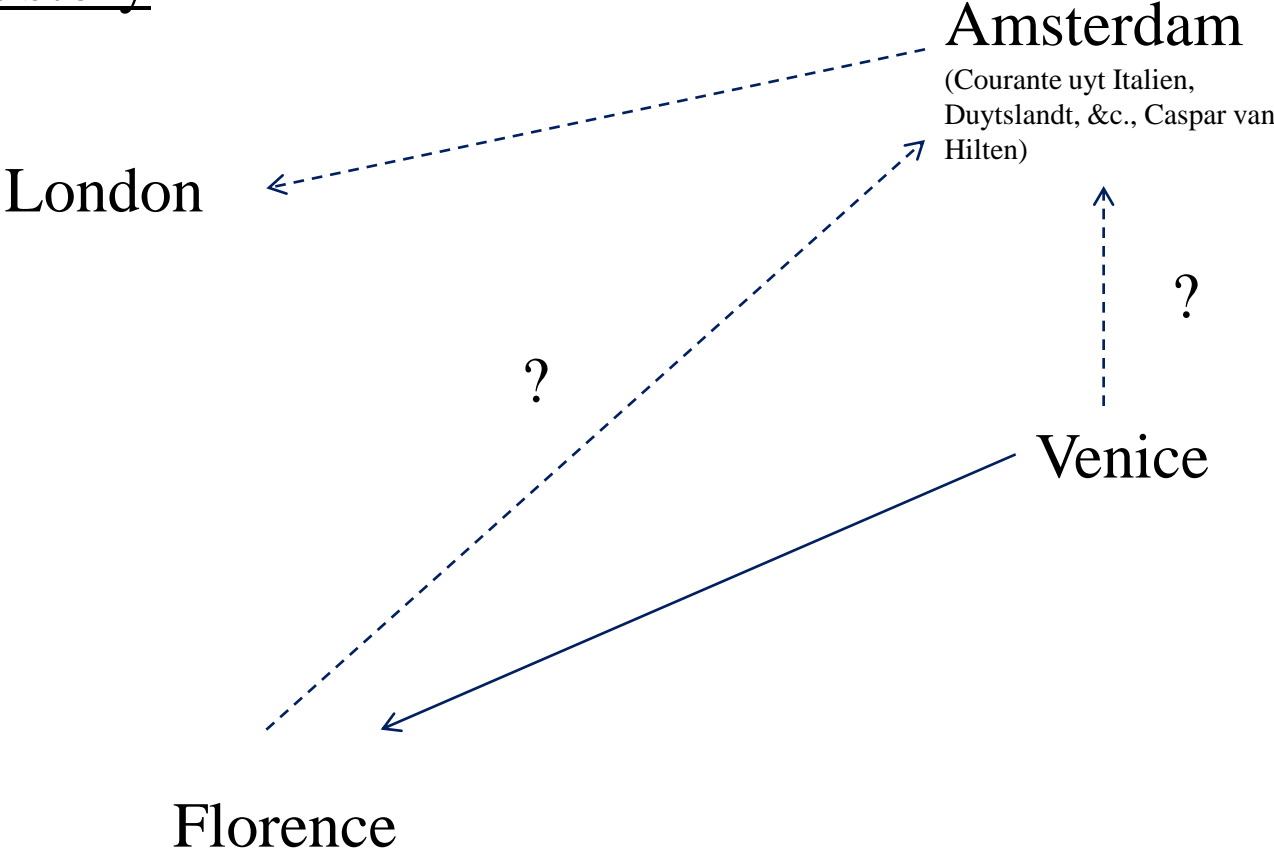 Amsterdam
(Courante uyt Italien,
Duytslandt, &c., Caspar van
Hilten)
London
?
?
Venice
Florence